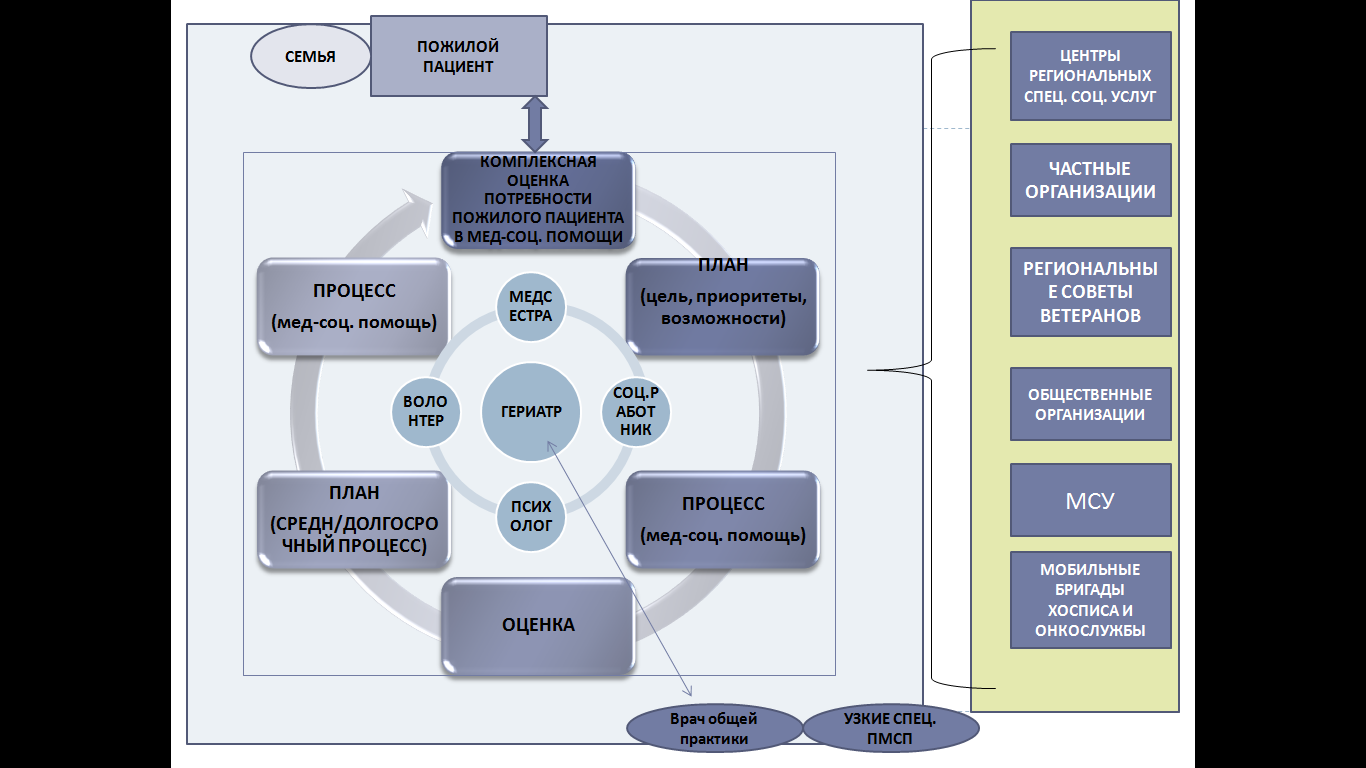 СЕМЬЯ
ПОЖИЛОЙ
ПАЦИЕНТ
КОМПЛЕКСНАЯ
ОЦЕНКА
ПОТРЕБНОСТИ
ПОЖИЛОГО ПАЦИЕНТА
В МЕД-СОЦ. ПОМОЩИ
ПЛАН
(цель, приоритеты,
возможности)
ПРОЦЕСС
(мед-соц. помощь)
ОЦЕНКА
ПЛАН
(СРЕДН/ДОЛГОСРО
ЧНЫЙ ПРОЦЕСС)
ПРОЦЕСС
(мед-соц. помощь)
МЕДС
ЕСТРА
ВОЛО
НТЕР
ГЕРИАТР
СОЦ.Р
АБОТ
НИК
ПСИХ
ОЛОГ
Врач общей
практики
УЗКИЕ СПЕЦ.
ПМСП
ЦЕНТРЫ
РЕГИОНАЛЬНЫХ
СПЕЦ. СОЦ. УСЛУГ
ЧАСТНЫЕ
ОРГАНИЗАЦИИ
РЕГИОНАЛЬНЫ
Е СОВЕТЫ
ВЕТЕРАНОВ
ОБЩЕСТВЕННЫЕ
ОРГАНИЗАЦИИ
МСУ
МОБИЛЬНЫЕ
БРИГАДЫ
ХОСПИСА И
ОНКОСЛУЖБЫ